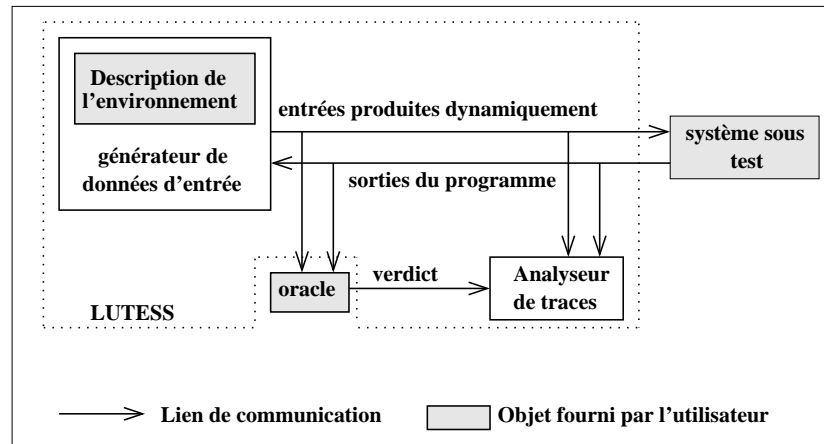 Description de
l'environnement
entrées produites dynamiquement
système sous
test
générateur de
données d'entrée
sorties du programme
oracle
verdict
Analyseur
de traces
LUTESS
Lien de communication
Objet fourni par l'utilisateur